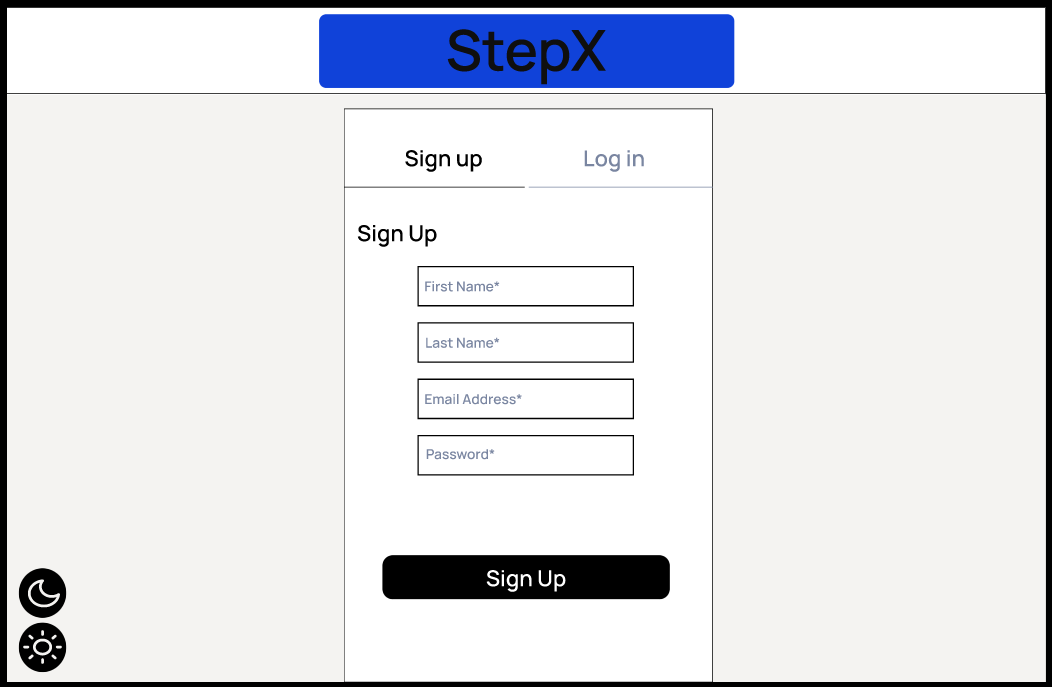 StepX
Sign up Log in
Sign Up
First Name*
Last Name*
Email Address*
Password*
Sign Up